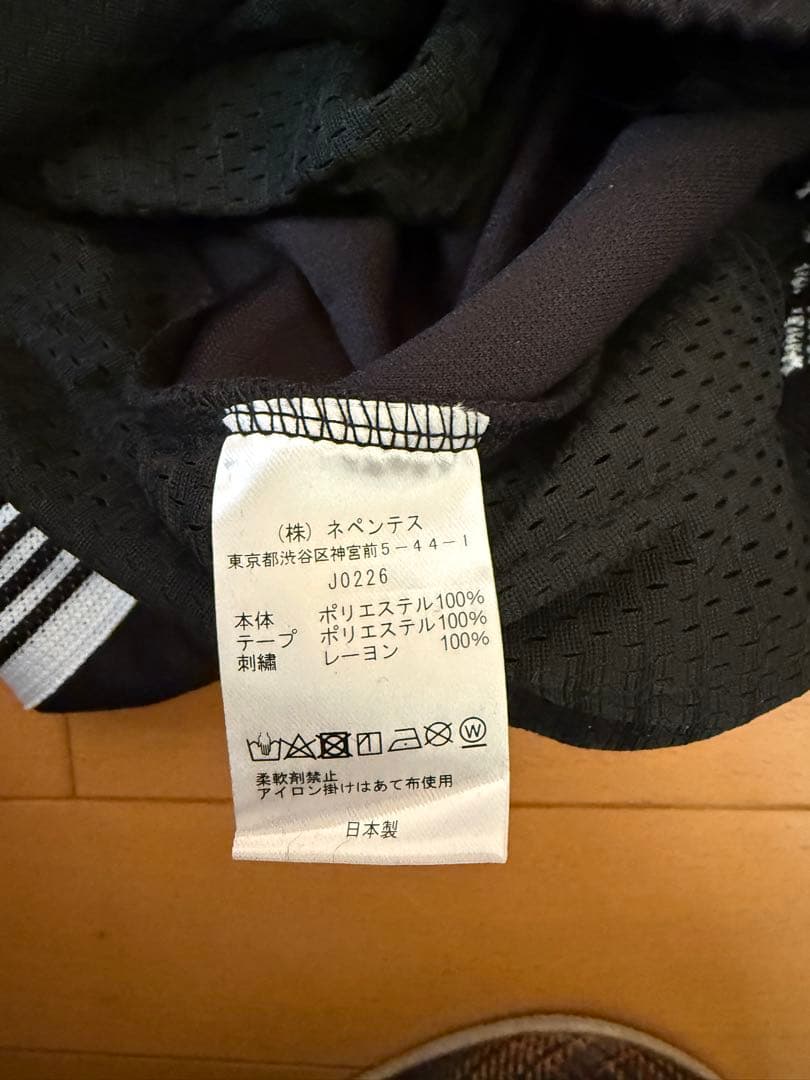 (株) ネペンテス
東京都渋谷区神宮前5-44-1
J0226
本体 ポリエステル100%
テープ ポリエステル100%
刺繍 レーヨン 100%
W
柔軟剤禁止
アイロン掛けはあて布使用
日本製